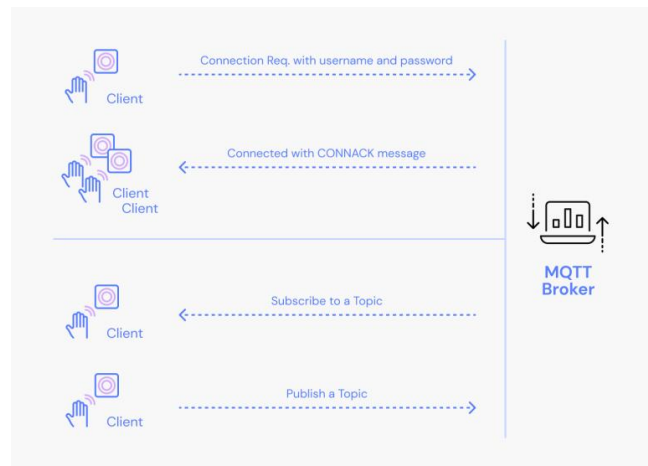 Connection Req. with username and password
Client
Connected with CONNACK message
Client
Client
MQTT
Broker
Subscribe to a Topic
Client
Publish a Topic
Client